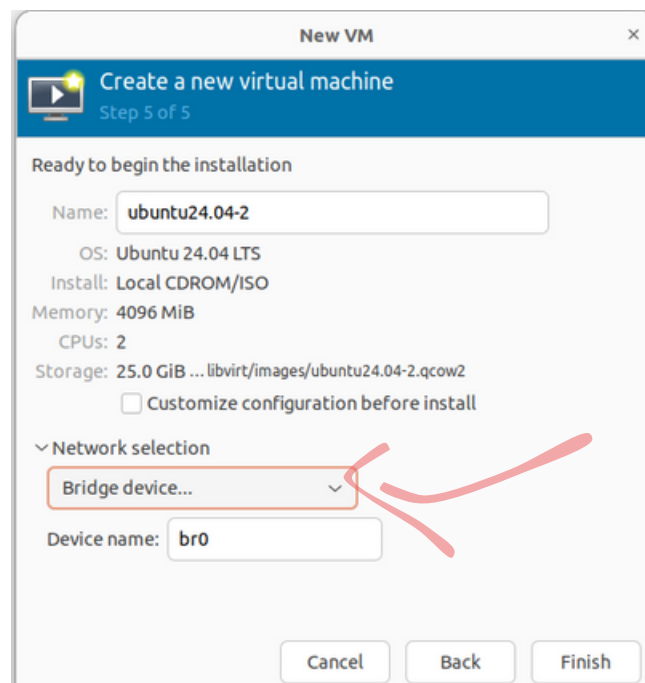 New VM
Create a new virtual machine
Step 5 of 5
Ready to begin the installation
Name: ubuntu24.04-2
OS: Ubuntu 24.04 LTS
Install: Local CDROM/ISO
Memory: 4096 MiB
CPUs: 2
Storage: 25.0 GiB ... libvirt/images/ubuntu24.04-2.qcow2
Customize configuration before install
Network selection
Bridge device...
Device name: br0
Cancel Back Finish